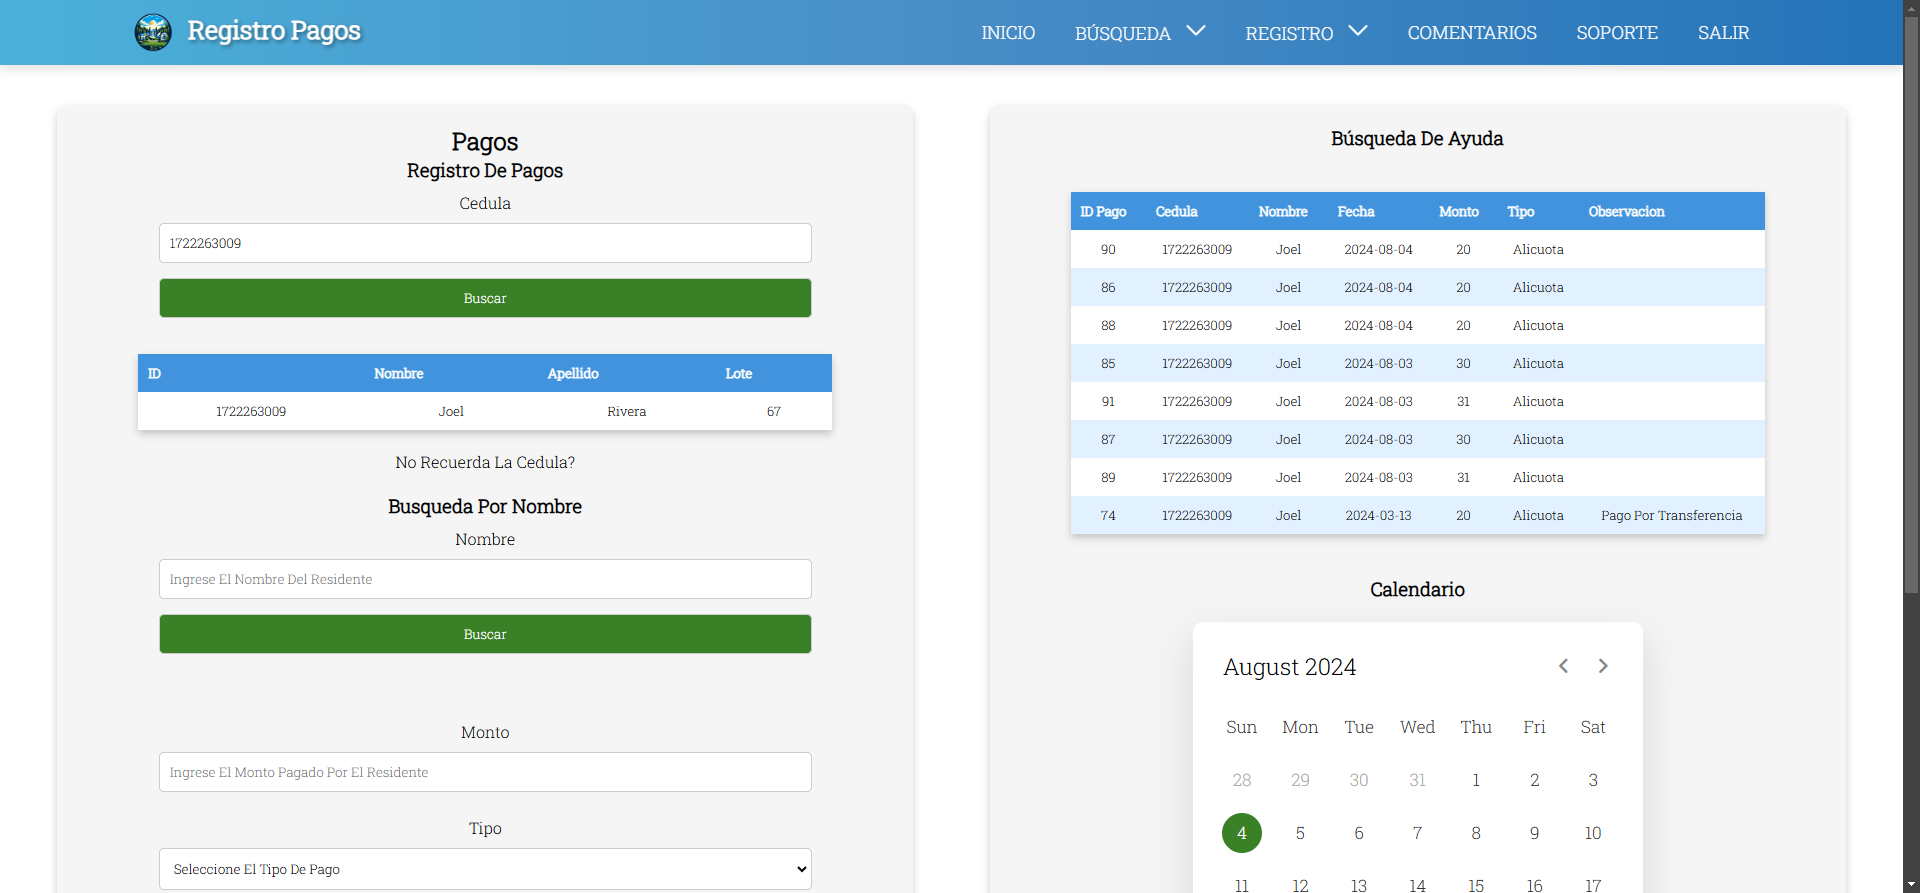 Registro Pagos
INICIO BÚSQUEDA REGISTRO COMENTARIOS SOPORTE SALIR
Pagos
Registro De Pagos
Cedula
1722263009
Buscar
ID Nombre Apellido Lote
1722263009 Joel Rivera 67
No Recuerda La Cedula?
Busqueda Por Nombre
Nombre
Ingrese El Nombre Del Residente
Buscar
Monto
Ingrese El Monto Pagado Por El Residente
Tipo
Seleccione El Tipo De Pago
Búsqueda De Ayuda
ID Pago Cedula Nombre Fecha Monto Tipo Observacion
90 1722263009 Joel 2024-08-04 20 Alicuota
86 1722263009 Joel 2024-08-04 20 Alicuota
88 1722263009 Joel 2024-08-04 20 Alicuota
85 1722263009 Joel 2024-08-03 30 Alicuota
91 1722263009 Joel 2024-08-03 31 Alicuota
87 1722263009 Joel 2024-08-03 30 Alicuota
89 1722263009 Joel 2024-08-03 31 Alicuota
74 1722263009 Joel 2024-03-13 20 Alicuota Pago Por Transferencia
Calendario
August 2024
Sun Mon Tue Wed Thu Fri Sat
28 29 30 31 1 2 3
4 5 6 7 8 9 10
11 12 13 14 15 16 17